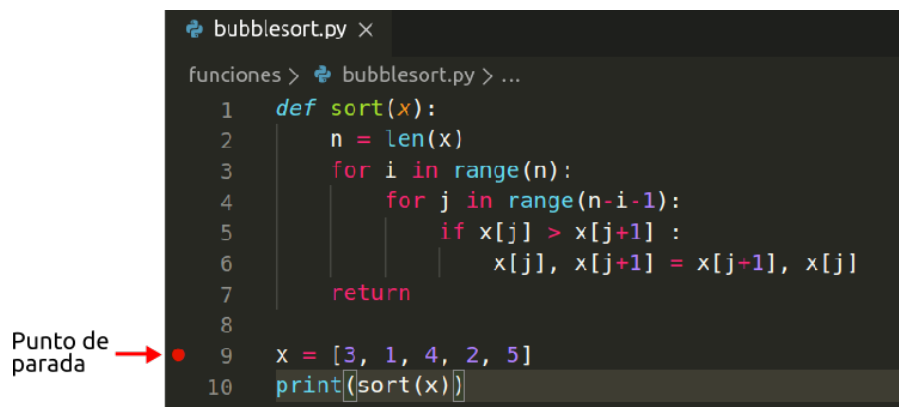 bubblesort.py ×
funciones > bubblesort.py > ...
1 def sort(x):
2     n = len(x)
3     for i in range(n):
4         for j in range(n-i-1):
5             if x[j] > x[j+1] :
6                 x[j], x[j+1] = x[j+1], x[j]
7     return
8
Punto de
parada
9 x = [3, 1, 4, 2, 5]
10 print(sort(x))